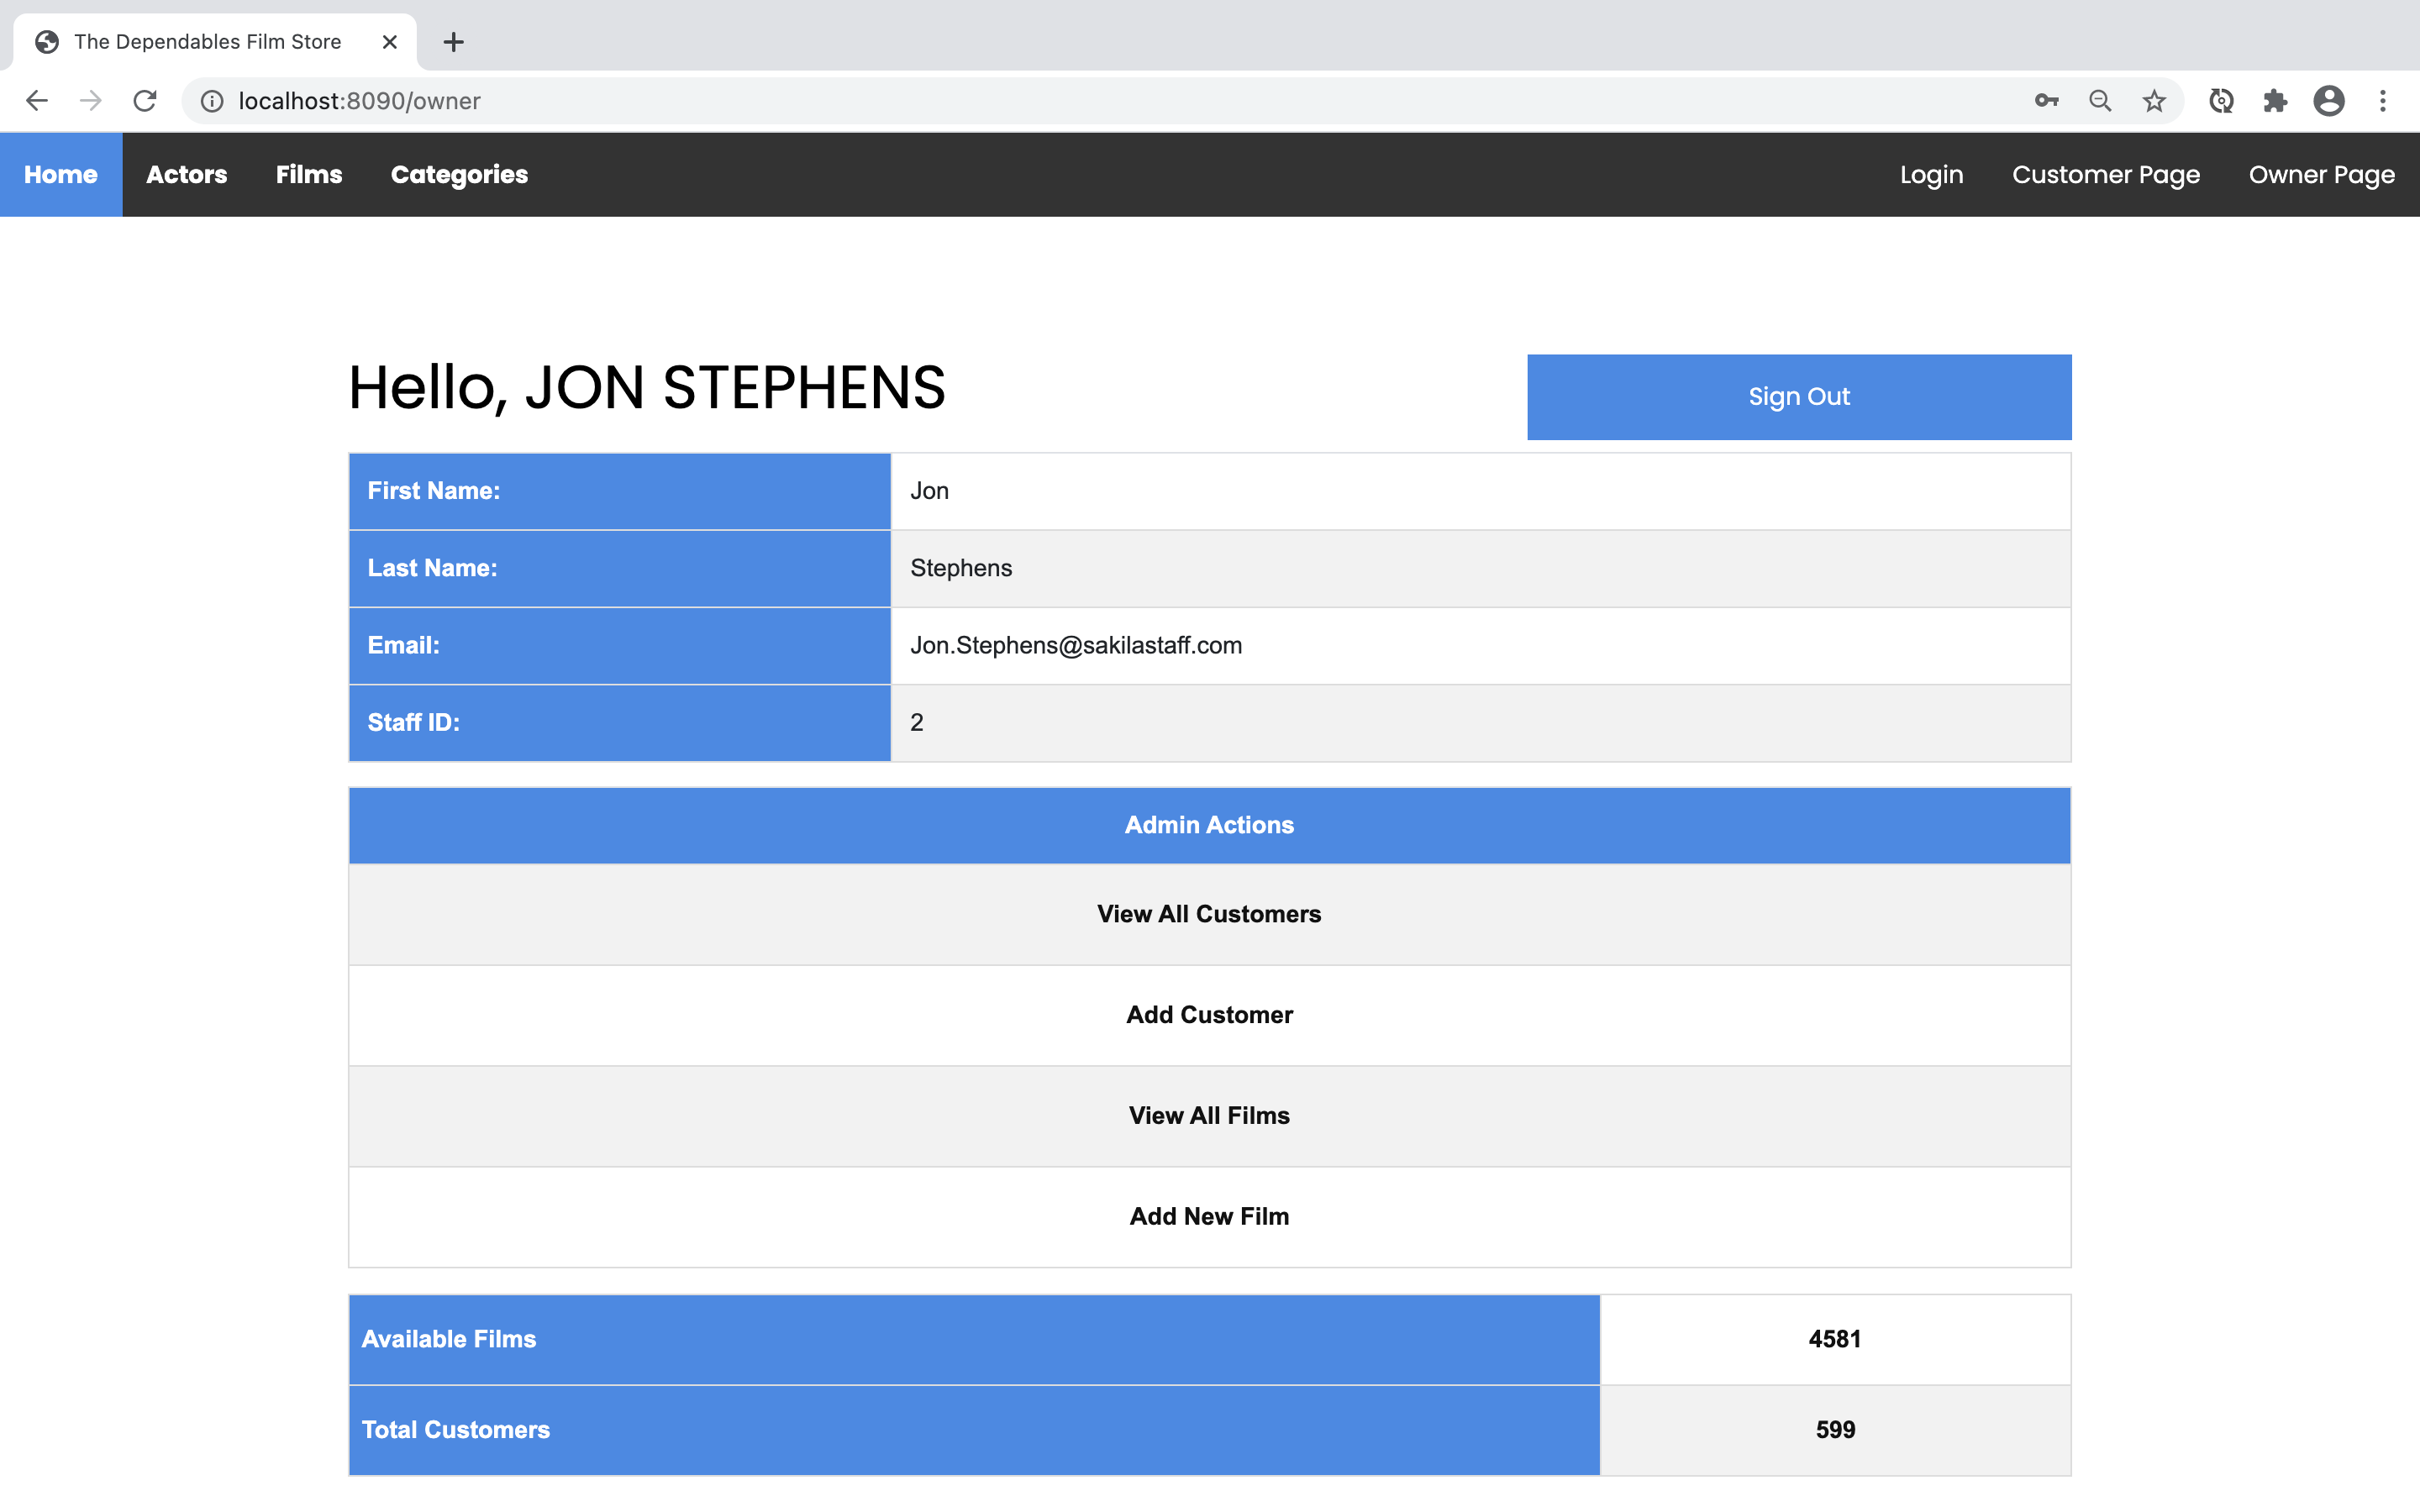 The Dependables Film Store
localhost:8090/owner
Home Actors Films Categories Login Customer Page Owner Page
Hello, JON STEPHENS
Sign Out
First Name: Jon
Last Name: Stephens
Email: Jon.Stephens@sakilastaff.com
Staff ID: 2
Admin Actions
View All Customers
Add Customer
View All Films
Add New Film
Available Films 4581
Total Customers 599